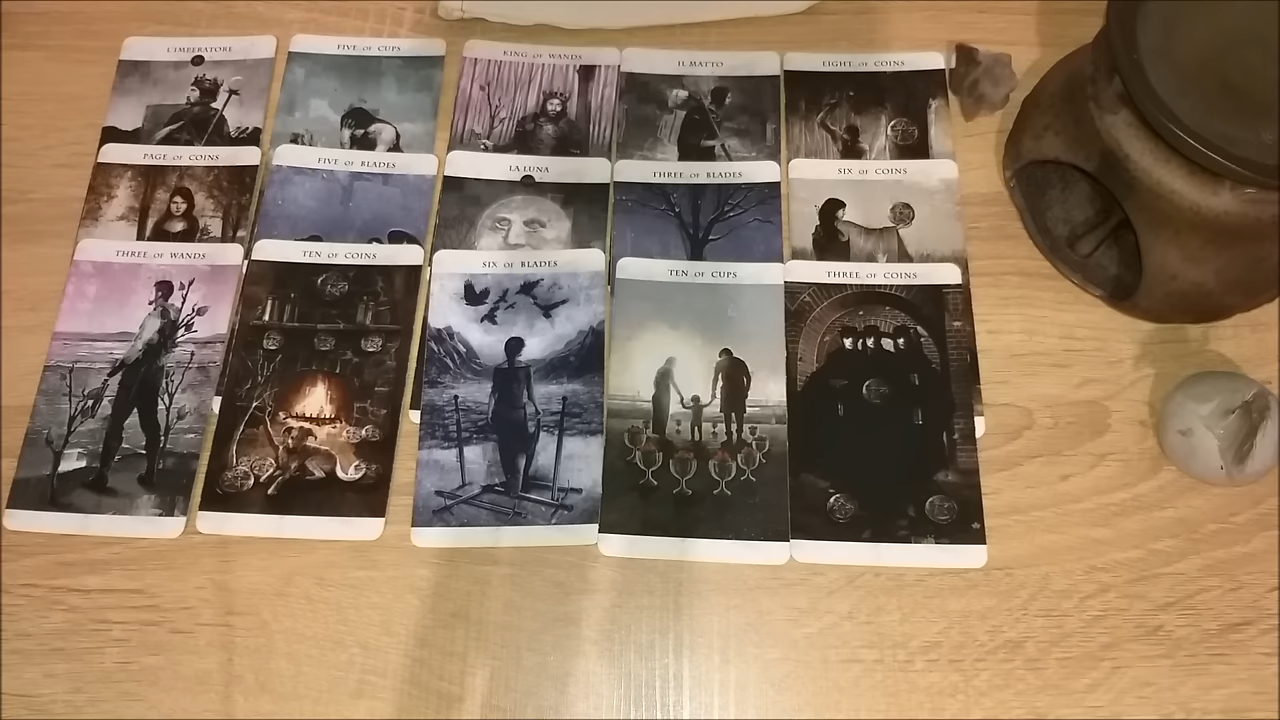 L'IMPERATORE
FIVE OF CUPS
KING OF WANDS
IL MATTO
EIGHT OF COINS
PAGE OF COINS
FIVE OF BLADES
LA LUNA
THREE OF BLADES
SIX OF COINS
THREE OF WANDS
TEN OF COINS
SIX OF BLADES
TEN OF CUPS
THREE OF COINS